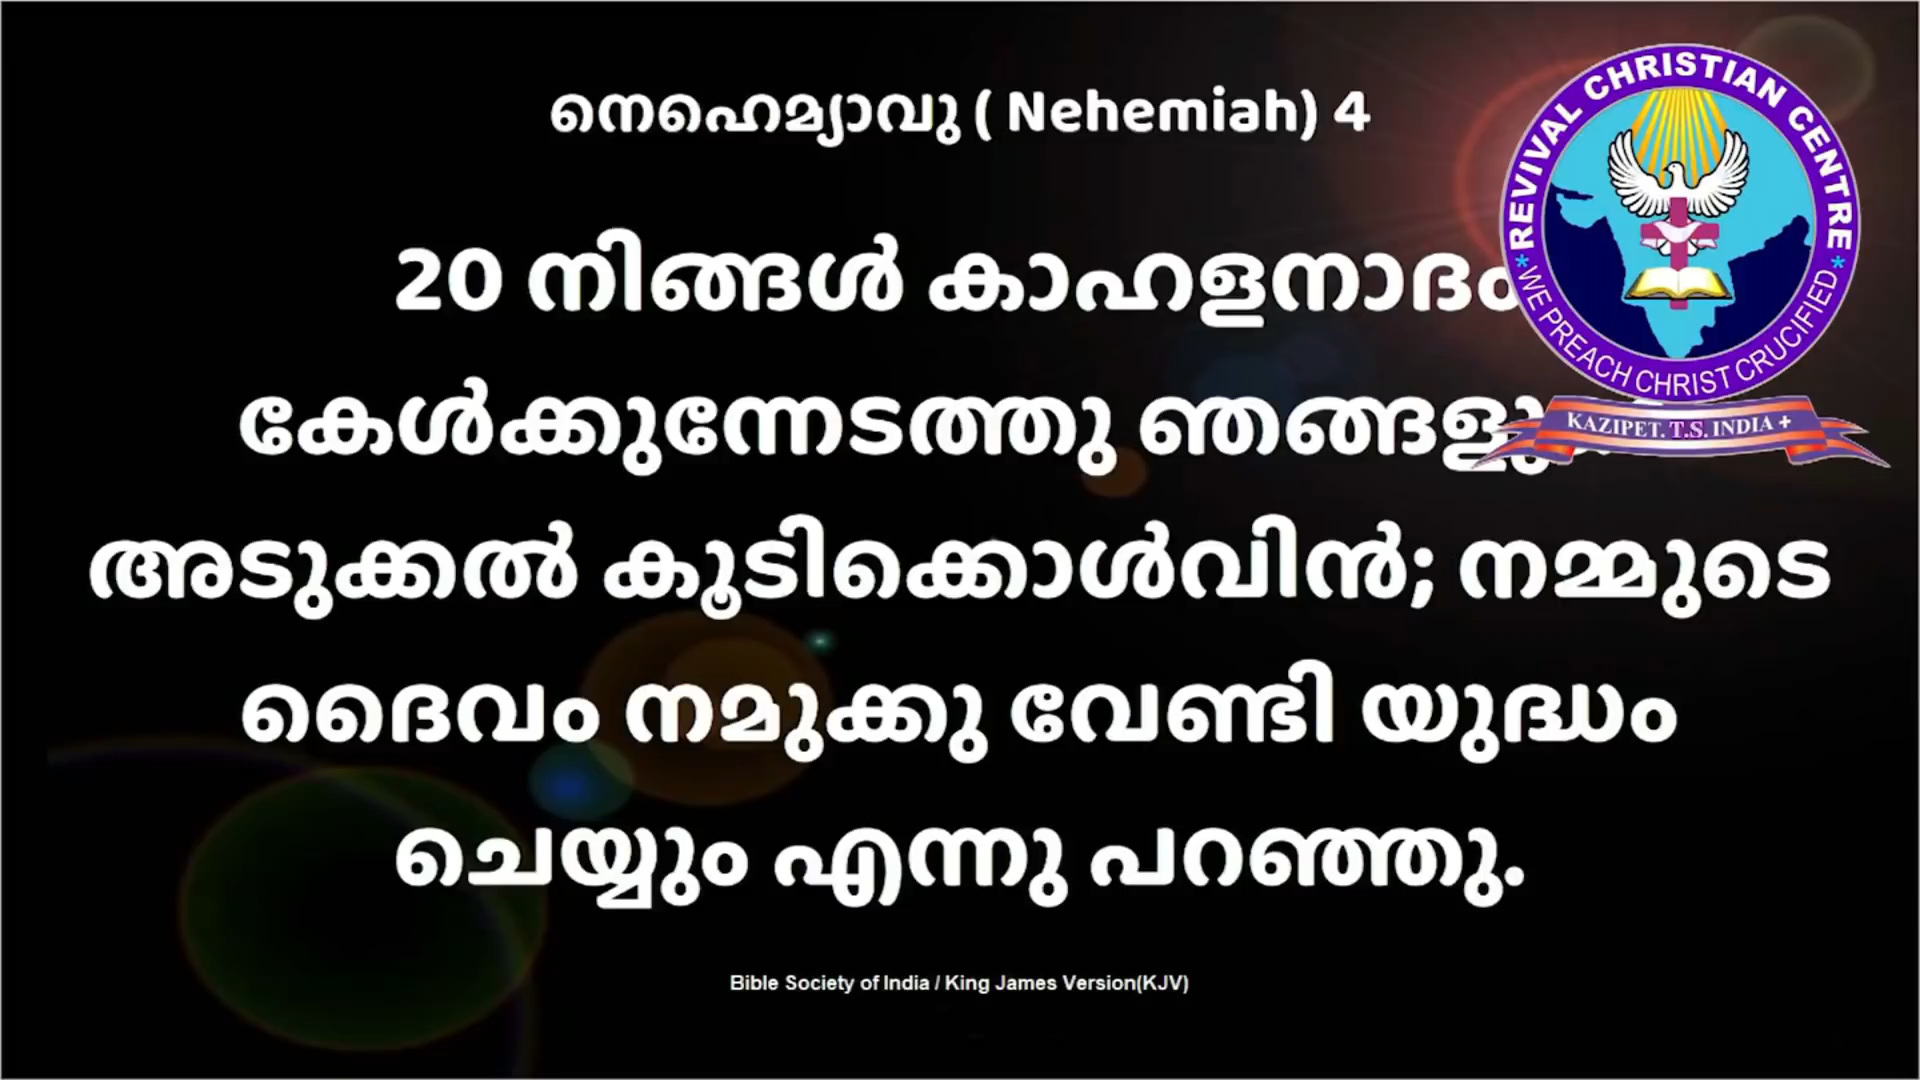 നെഹെമ്യാവു ( Nehemiah) 4
20 നിങ്ങൾ കാഹളനാദം
കേൾക്കുന്നേടത്തു
അടുക്കൽ കൂടിക്കൊൾവിൻ; നമ്മുടെ
ദൈവം നമുക്കു വേണ്ടി യുദ്ധം
ചെയ്യും എന്നു പറഞ്ഞു.
Bible Society of India / King James Version(KJV)
REVIVAL CHRISTIAN CENTRE
* WE PREACH CHRIST CRUCIFIED *
KAZIPET. T.S. INDIA +